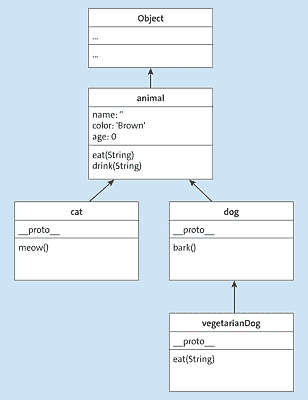 Object
...
...
animal
name: ''
color: 'Brown'
age: 0
eat(String)
drink(String)
cat
__proto__
meow()
dog
__proto__
bark()
vegetarianDog
__proto__
eat(String)